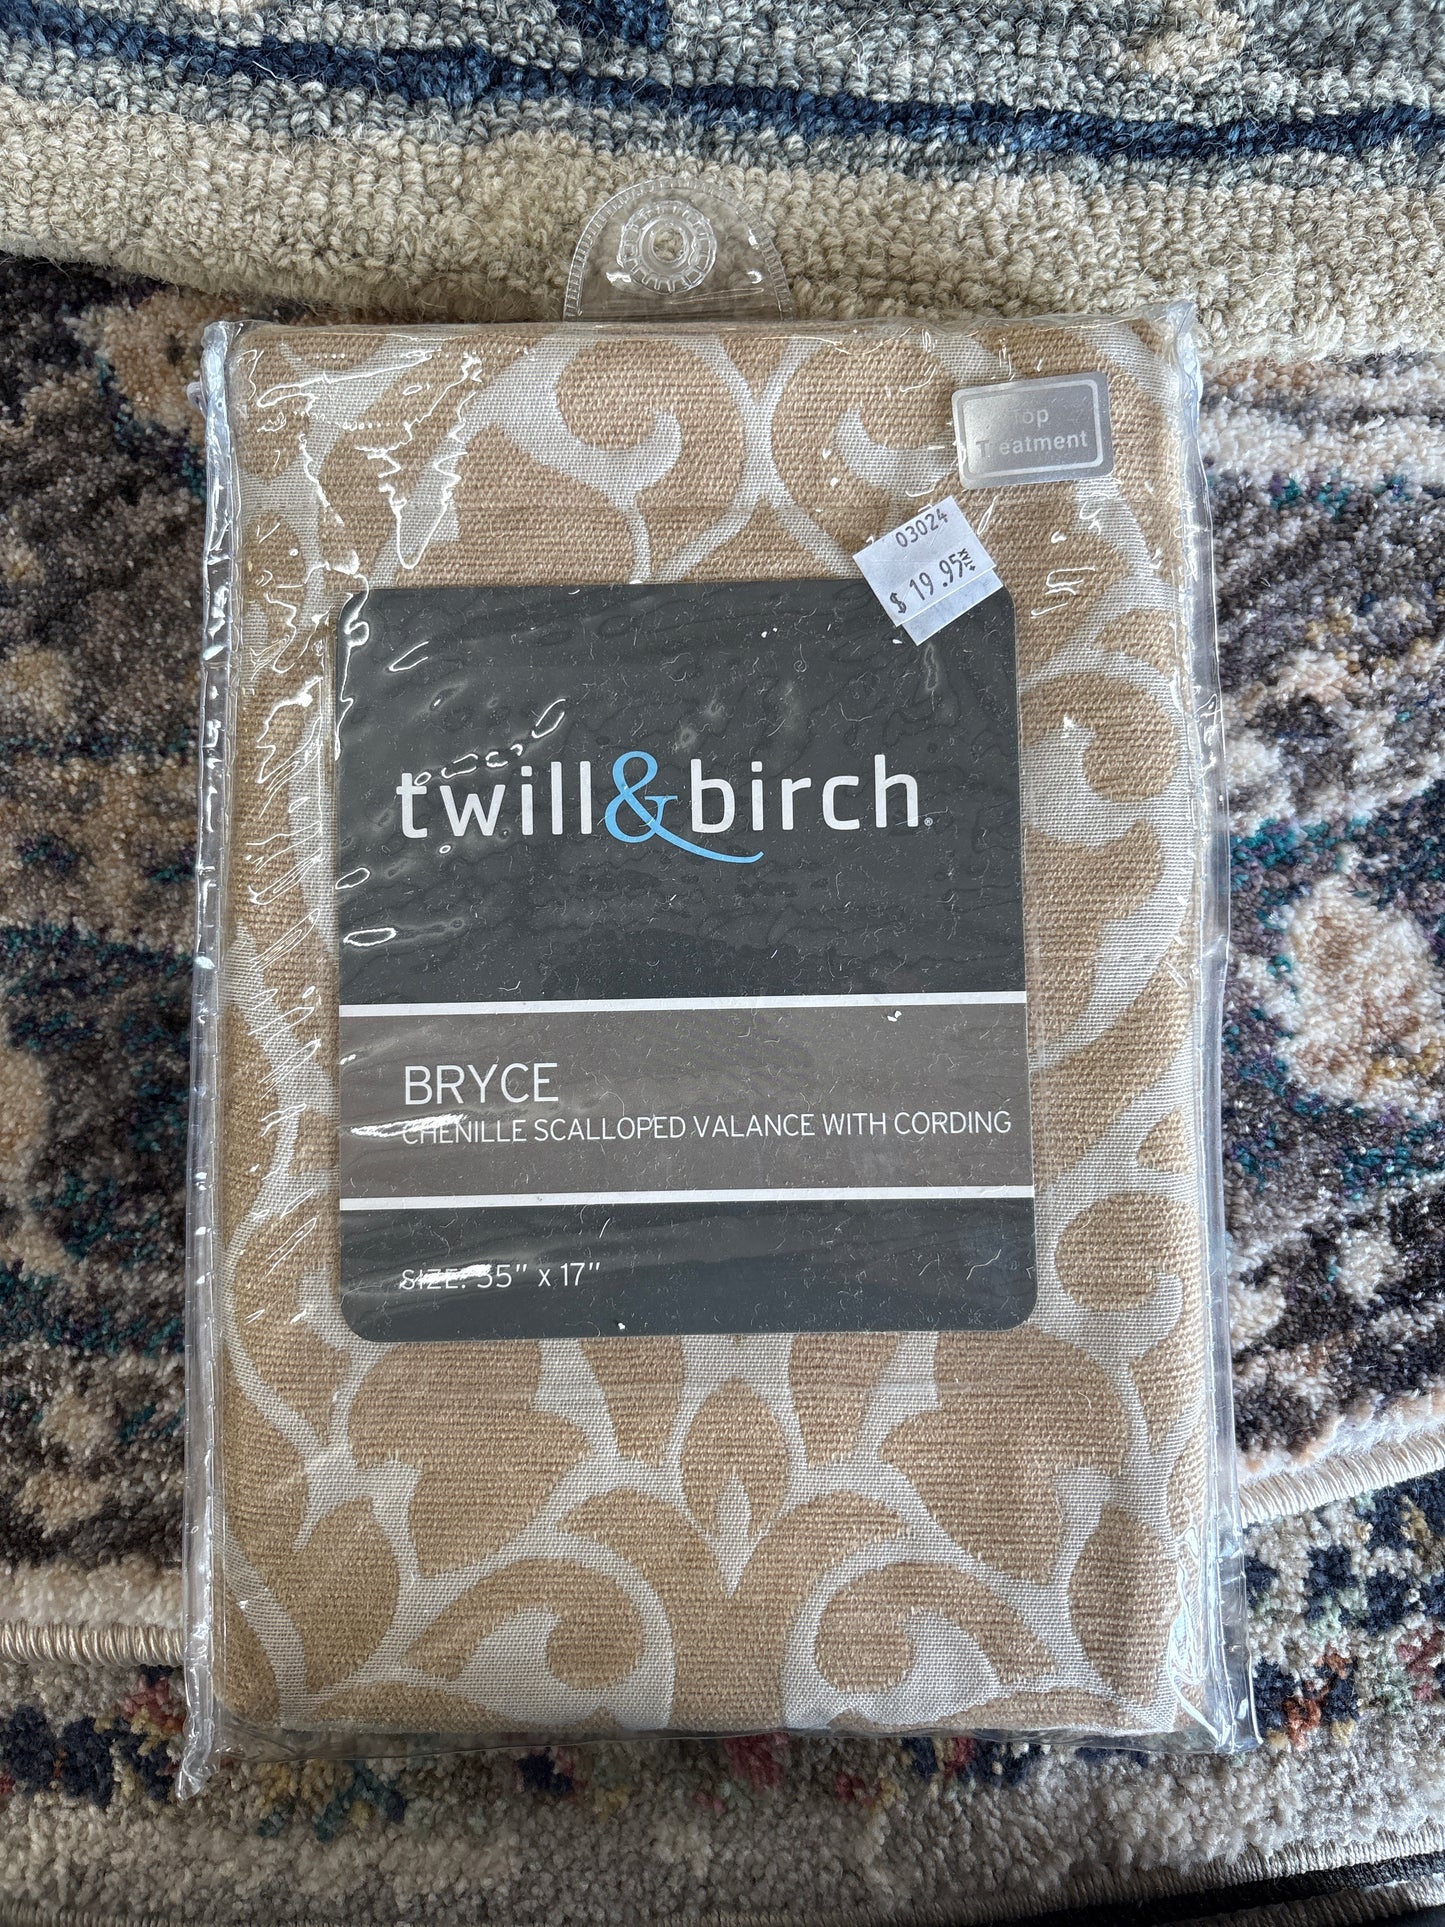 Top
Treatment
03024
$ 19.95
twill&birch®
BRYCE
CHENILLE SCALLOPED VALANCE WITH CORDING
SIZE: 55" x 17"